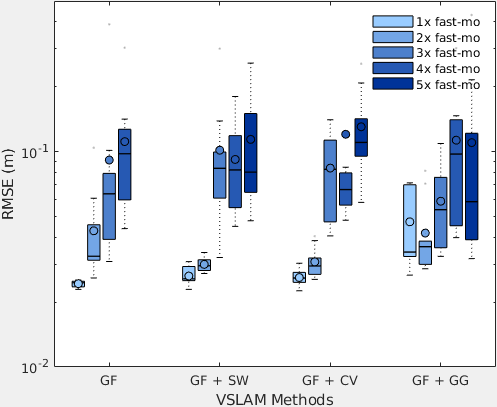 1x fast-mo
2x fast-mo
3x fast-mo
4x fast-mo
5x fast-mo
RMSE (m)
10^-1
10^-2
GF
GF + SW
GF + CV
GF + GG
VSLAM Methods